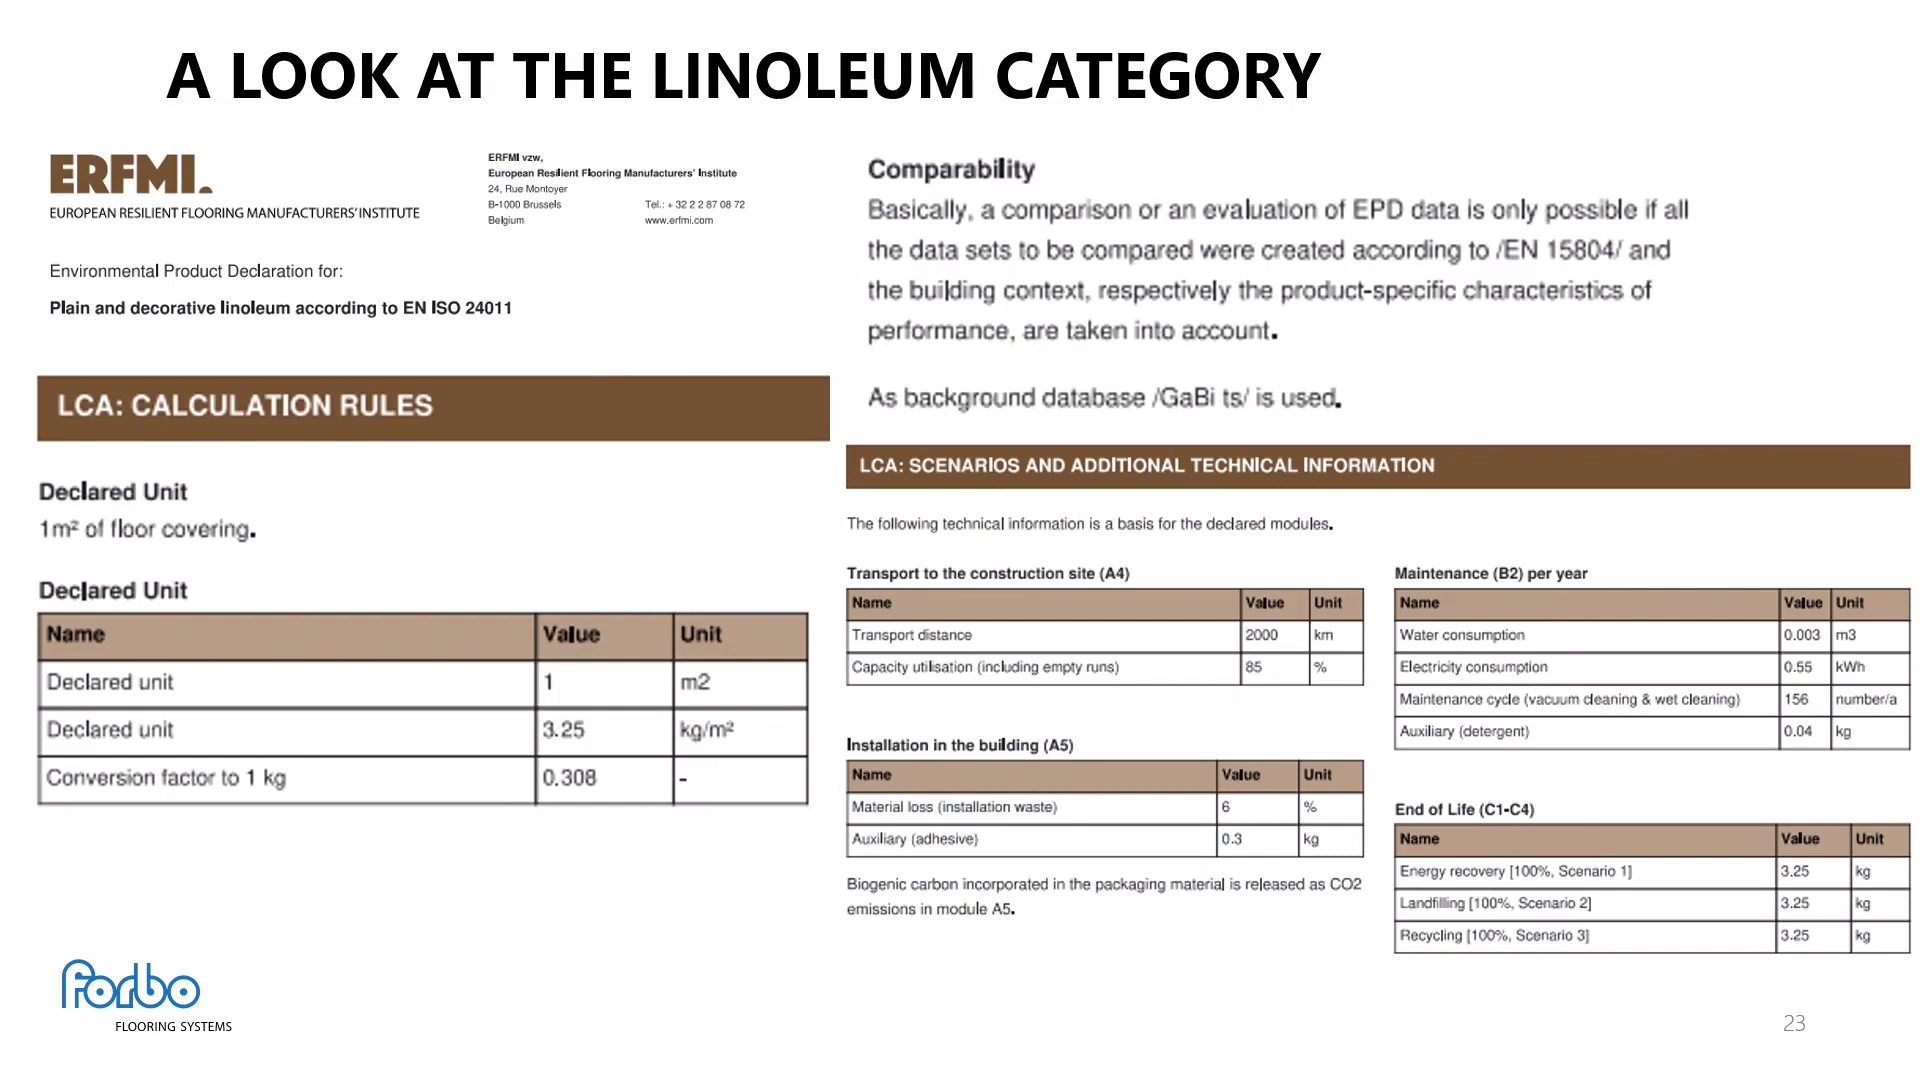 A LOOK AT THE LINOLEUM CATEGORY
ERFMI.
EUROPEAN RESILIENT FLOORING MANUFACTURERS' INSTITUTE
ERFMI vzw,
European Resilient Flooring Manufacturers' Institute
24, Rue Montoyer
B-1000 Brussels Tel.: + 32 2 2 87 08 72
Belgium www.erfmi.com
Environmental Product Declaration for:
Plain and decorative linoleum according to EN ISO 24011
LCA: CALCULATION RULES
Declared Unit
1m² of floor covering.
Declared Unit
Name Value Unit
Declared unit 1 m2
Declared unit 3.25 kg/m²
Conversion factor to 1 kg 0.308 -
Comparability
Basically, a comparison or an evaluation of EPD data is only possible if all
the data sets to be compared were created according to /EN 15804/ and
the building context, respectively the product-specific characteristics of
performance, are taken into account.
As background database /GaBi ts/ is used.
LCA: SCENARIOS AND ADDITIONAL TECHNICAL INFORMATION
The following technical information is a basis for the declared modules.
Transport to the construction site (A4)
Name Value Unit
Transport distance 2000 km
Capacity utilisation (including empty runs) 85 %
Installation in the building (A5)
Name Value Unit
Material loss (installation waste) 6 %
Auxiliary (adhesive) 0.3 kg
Biogenic carbon incorporated in the packaging material is released as CO2
emissions in module A5.
Maintenance (B2) per year
Name Value Unit
Water consumption 0.003 m3
Electricity consumption 0.55 kWh
Maintenance cycle (vacuum cleaning & wet cleaning) 156 number/a
Auxiliary (detergent) 0.04 kg
End of Life (C1-C4)
Name Value Unit
Energy recovery [100%, Scenario 1] 3.25 kg
Landfilling [100%, Scenario 2] 3.25 kg
Recycling [100%, Scenario 3] 3.25 kg
forbo
FLOORING SYSTEMS
23